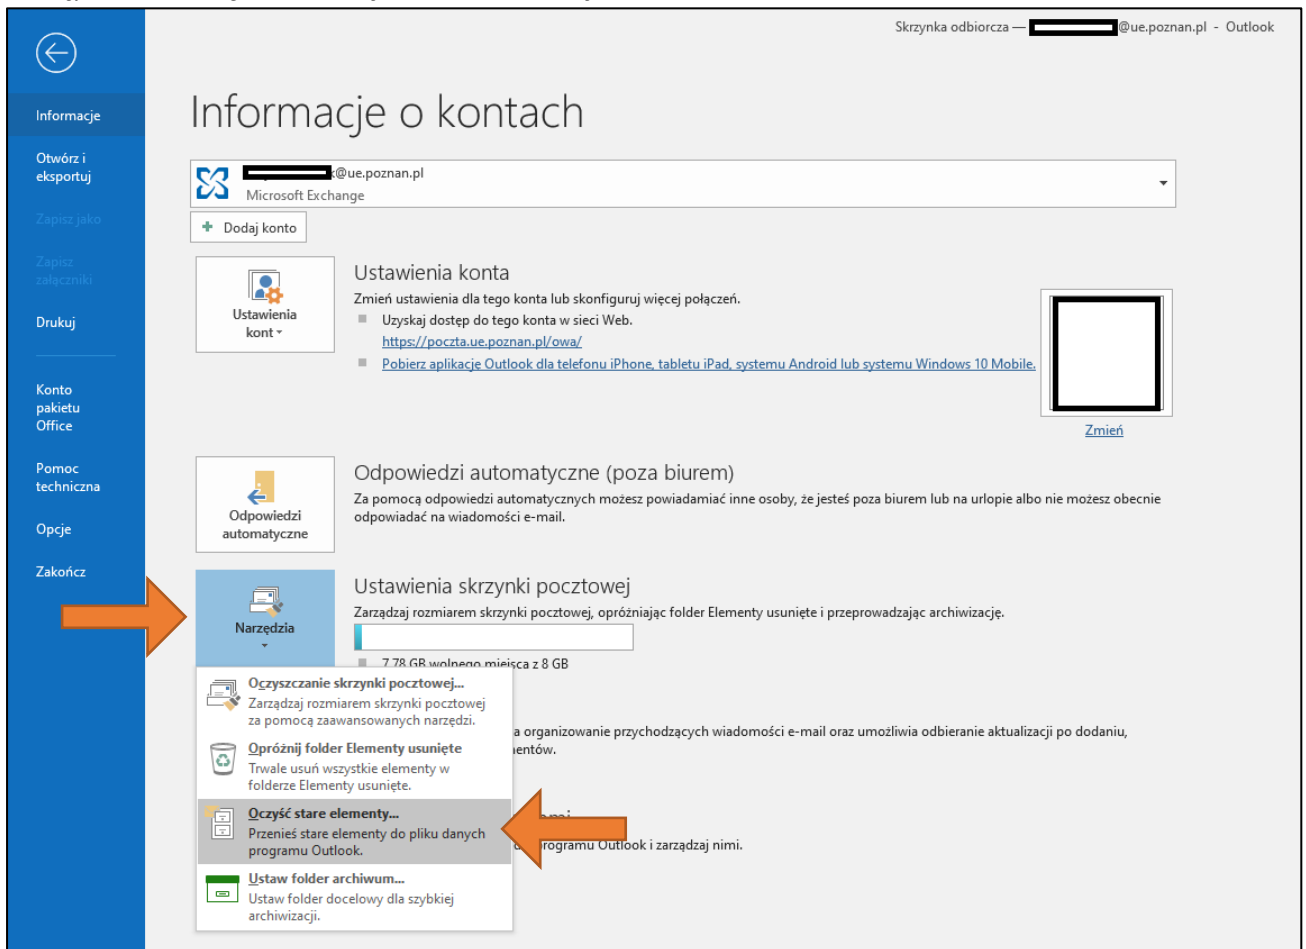 Skrzynka odbiorcza — @ue.poznan.pl - Outlook
Informacje
Otwórz i
eksportuj
Zapisz jako
Zapisz
załączniki
Drukuj
Konto
pakietu
Office
Pomoc
techniczna
Opcje
Zakończ
Informacje o kontach
@ue.poznan.pl
Microsoft Exchange
Dodaj konto
Ustawienia
kont
Ustawienia konta
Zmień ustawienia dla tego konta lub skonfiguruj więcej połączeń.
Uzyskaj dostęp do tego konta w sieci Web.
https://poczta.ue.poznan.pl/owa/
Pobierz aplikację Outlook dla telefonu iPhone, tabletu iPad, systemu Android lub systemu Windows 10 Mobile.
Zmień
Odpowiedzi
automatyczne
Odpowiedzi automatyczne (poza biurem)
Za pomocą odpowiedzi automatycznych możesz powiadamiać inne osoby, że jesteś poza biurem lub na urlopie albo nie możesz obecnie
odpowiadać na wiadomości e-mail.
Narzędzia
Ustawienia skrzynki pocztowej
Zarządzaj rozmiarem skrzynki pocztowej, opróżniając folder Elementy usunięte i przeprowadzając archiwizację.
7,78 GB wolnego miejsca z 8 GB
Oczyszczanie skrzynki pocztowej...
Zarządzaj rozmiarem skrzynki pocztowej
za pomocą zaawansowanych narzędzi.
Opróżnij folder Elementy usunięte
Trwale usuń wszystkie elementy w
folderze Elementy usunięte.
Oczyść stare elementy...
Przenieś stare elementy do pliku danych
programu Outlook.
Ustaw folder archiwum...
Ustaw folder docelowy dla szybkiej
archiwizacji.
a organizowanie przychodzących wiadomości e-mail oraz umożliwia odbieranie aktualizacji po dodaniu,
programu Outlook i zarządzaj nimi.